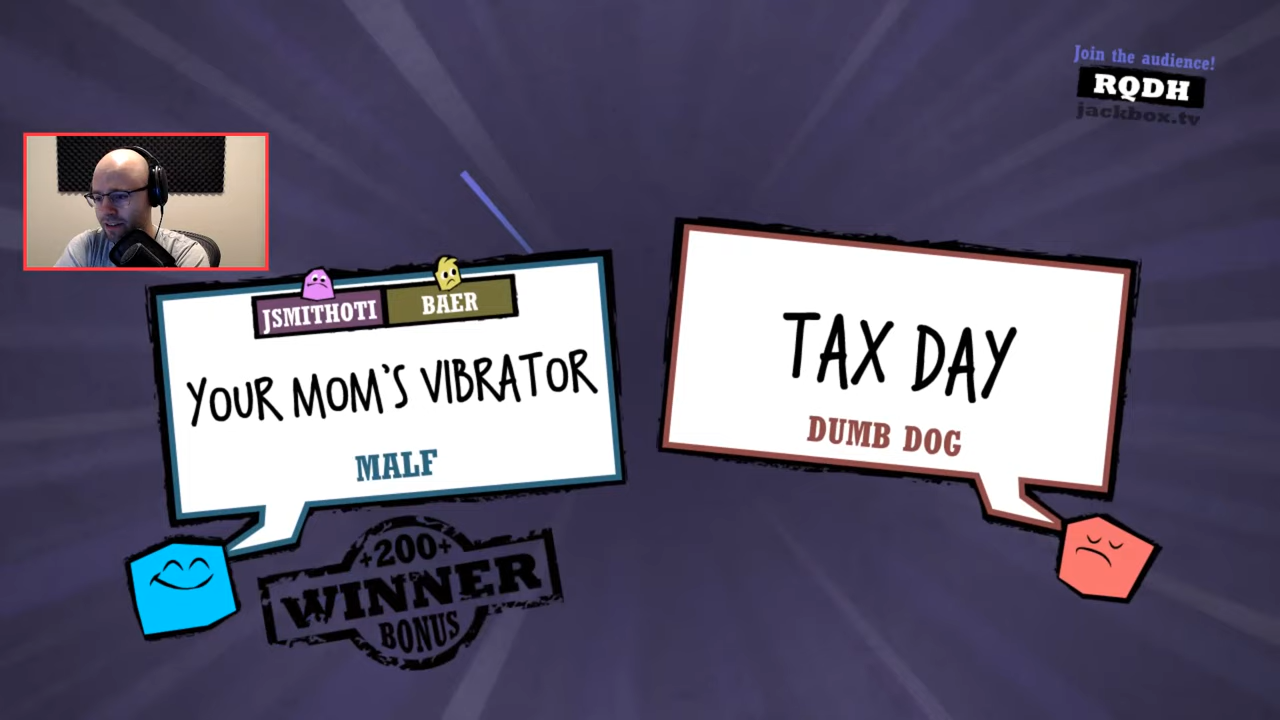 Join the audience!
RQDH
jackbox.tv
JSMITHOTI
BAER
YOUR MOM'S VIBRATOR
MALF
TAX DAY
DUMB DOG
+200+
WINNER
BONUS